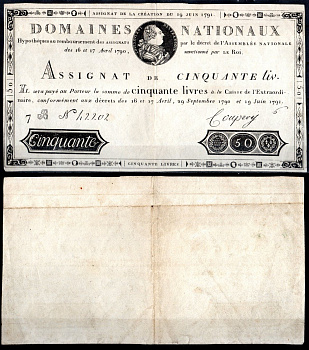 ASSIGNAT DE LA CRÉATION DU 19 JUIN 1791.
DOMAINES NATIONAUX
Hypothéqués au remboursement des ASSIGNATS par le décret de l'ASSEMBLÉE NATIONALE
des 16 et 17 Avril 1790, sanctionné par LE ROI.
ASSIGNAT DE CINQUANTE liv.
IL sera payé au Porteur la somme de cinquante livres à la Caisse de l'Extraordi-
naire, conformément aux décrets des 16 et 17 Avril, 29 Septembre 1790 et 19 Juin 1791.
7 B N° 42202
Cinquante
50
CINQUANTE LIVRES